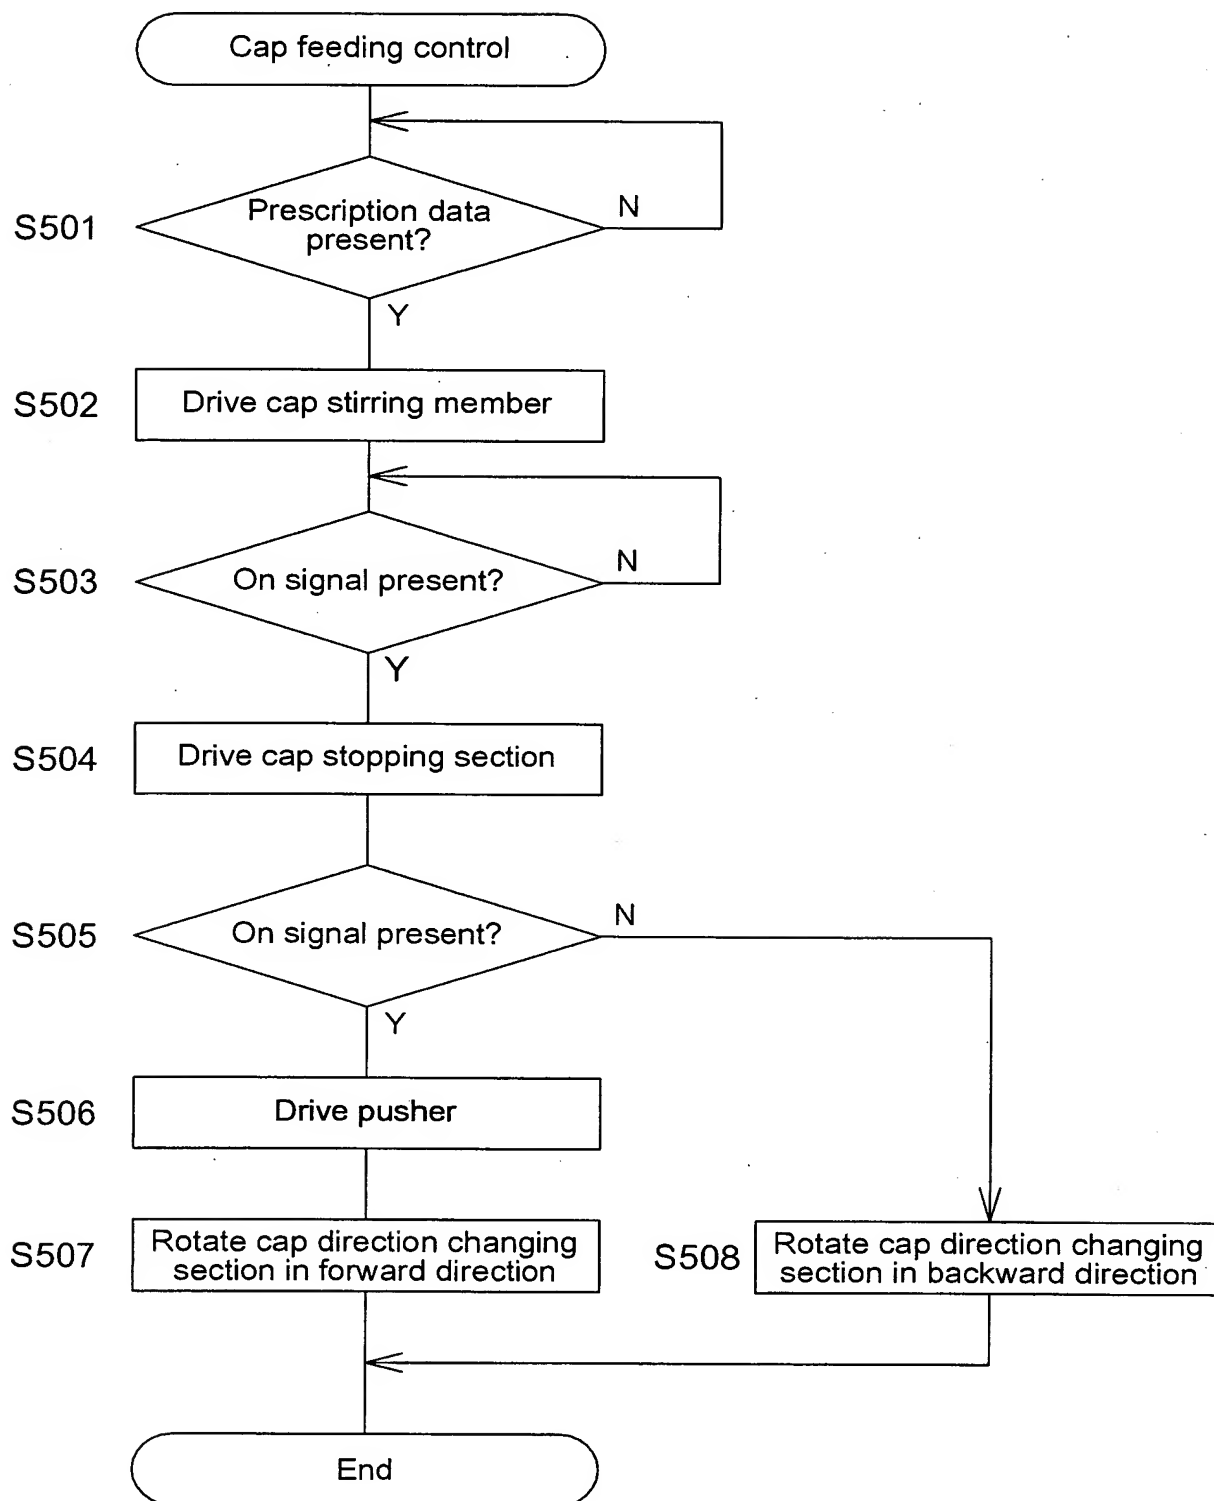 Cap feeding control
S501
Prescription data
present?
N
Y
S502
Drive cap stirring member
S503
On signal present?
N
Y
S504
Drive cap stopping section
S505
On signal present?
N
Y
S506
Drive pusher
S507
Rotate cap direction changing
section in forward direction
S508
Rotate cap direction changing
section in backward direction
End